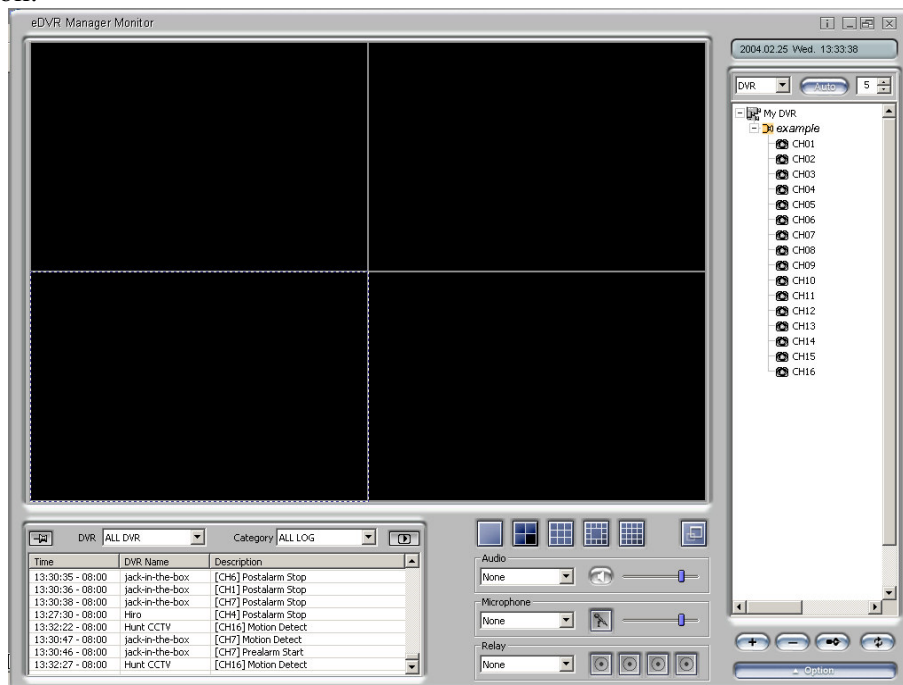 on.
eDVR Manager Monitor
2004.02.25 Wed. 13:33:38
DVR Auto 5
My DVR
example
CH01
CH02
CH03
CH04
CH05
CH06
CH07
CH08
CH09
CH10
CH11
CH12
CH13
CH14
CH15
CH16
DVR ALL DVR Category ALL LOG
Time DVR Name Description
13:30:35 - 08:00 jack-in-the-box [CH6] Postalarm Stop
13:30:36 - 08:00 jack-in-the-box [CH1] Postalarm Stop
13:30:38 - 08:00 jack-in-the-box [CH7] Postalarm Stop
13:27:30 - 08:00 Hiro [CH4] Postalarm Stop
13:32:22 - 08:00 Hunt CCTV [CH16] Motion Detect
13:30:47 - 08:00 jack-in-the-box [CH7] Motion Detect
13:30:46 - 08:00 jack-in-the-box [CH7] Prealarm Start
13:32:27 - 08:00 Hunt CCTV [CH16] Motion Detect
Audio
None
Microphone
None
Relay
None
Option